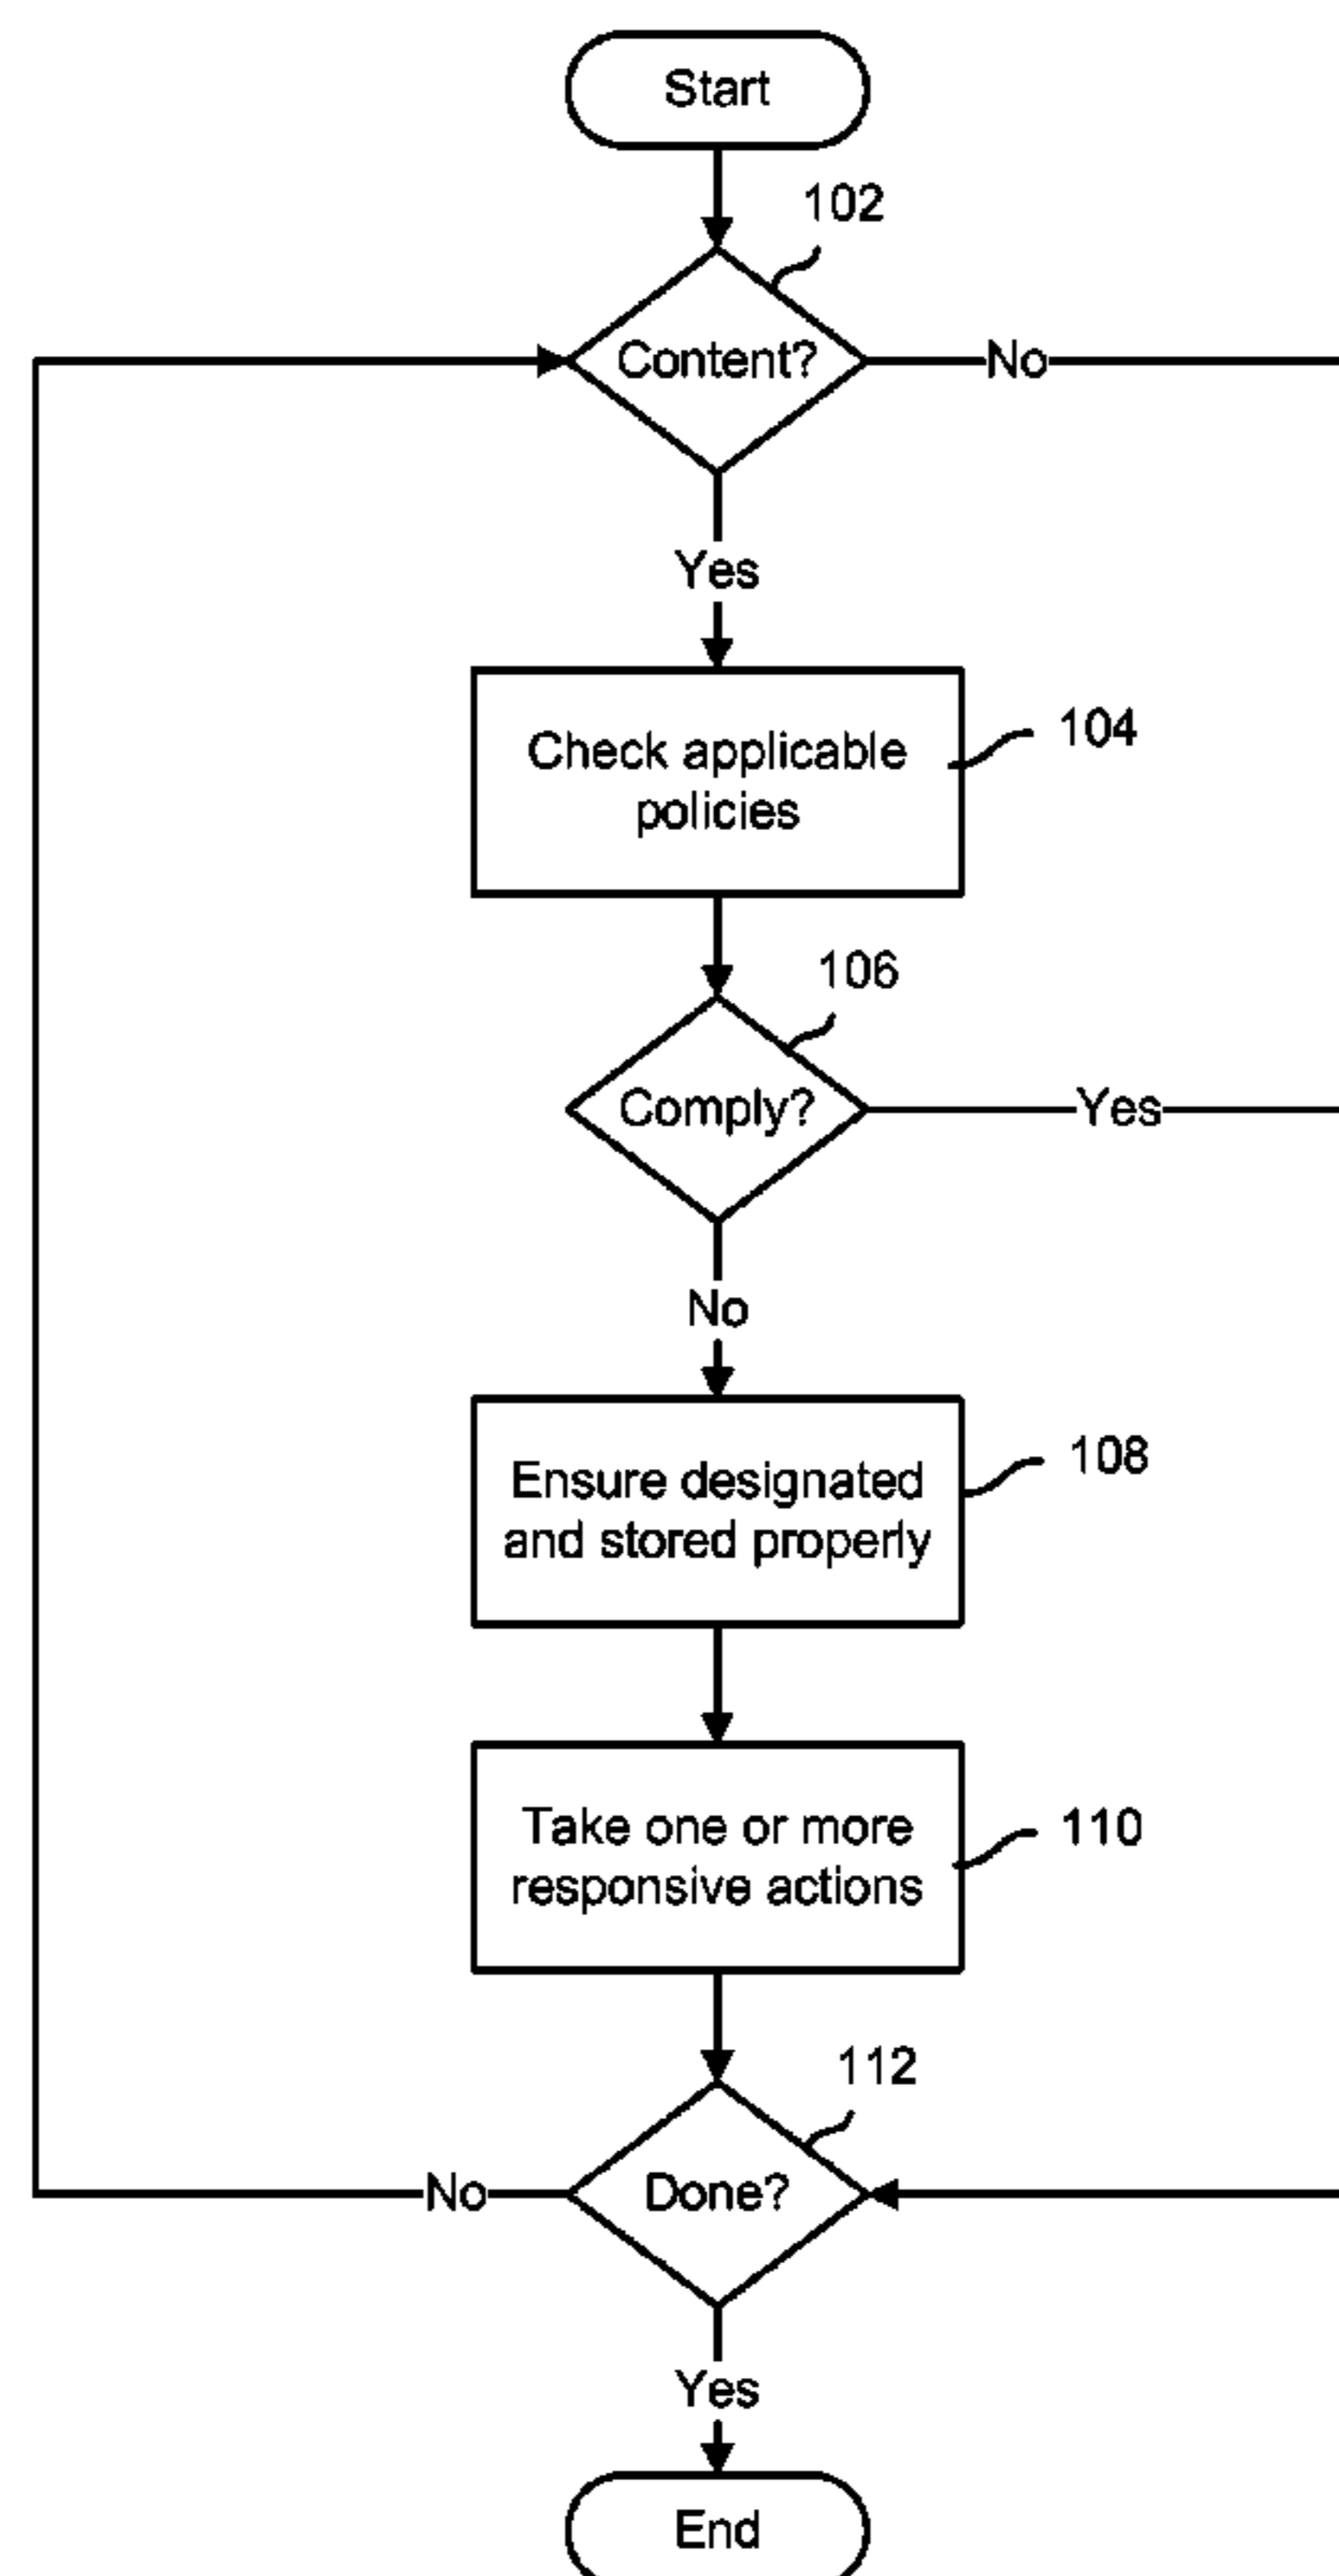 Start
102
Content?
No
Yes
Check applicable
policies
104
106
Comply?
Yes
No
Ensure designated
and stored properly
108
Take one or more
responsive actions
110
112
Done?
No
Yes
End